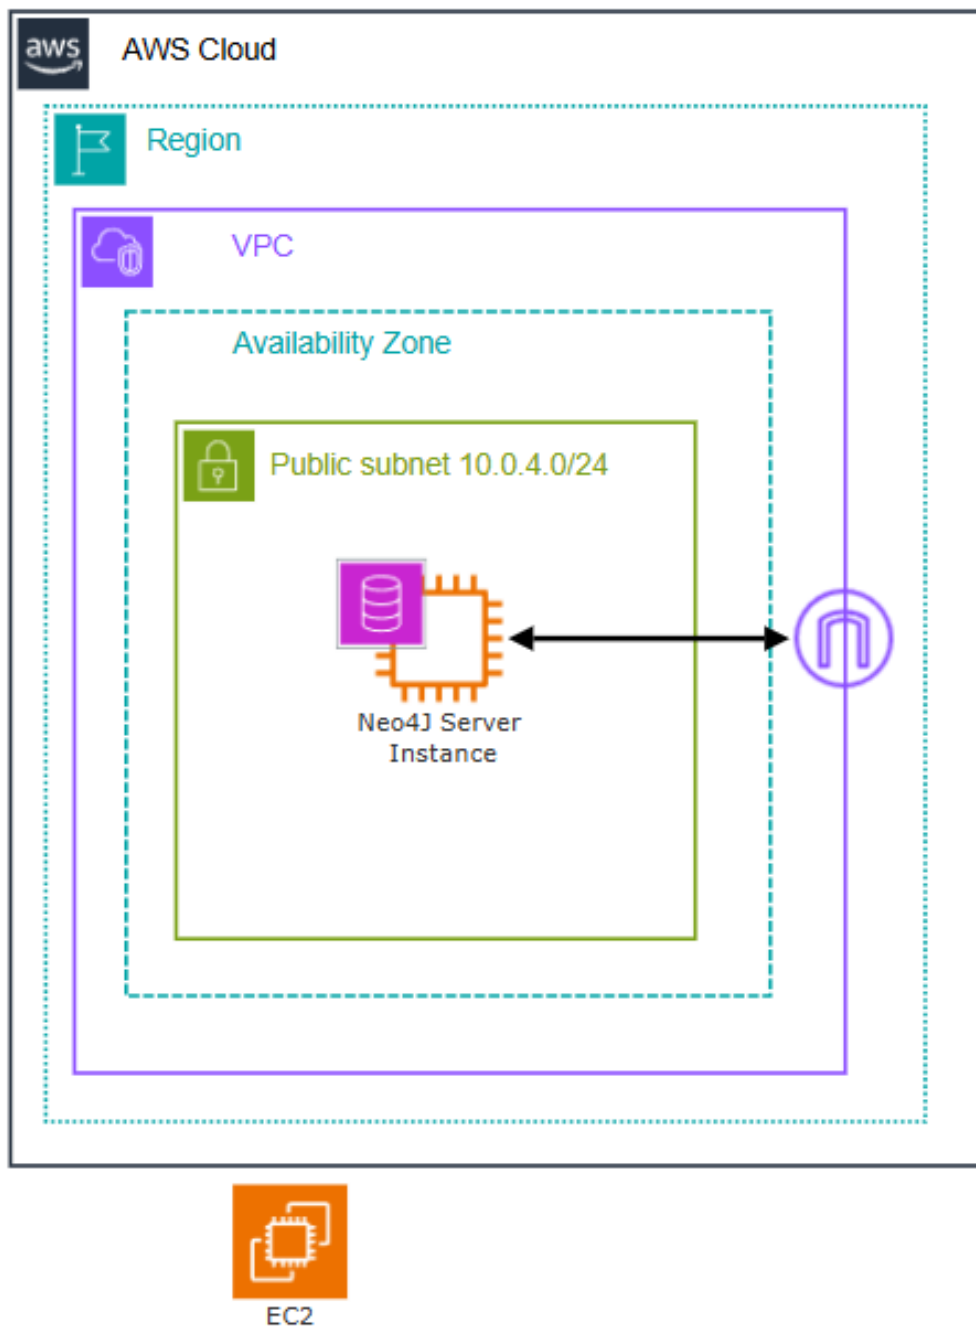 aws
AWS Cloud
Region
VPC
Availability Zone
Public subnet 10.0.4.0/24
Neo4J Server
Instance
EC2